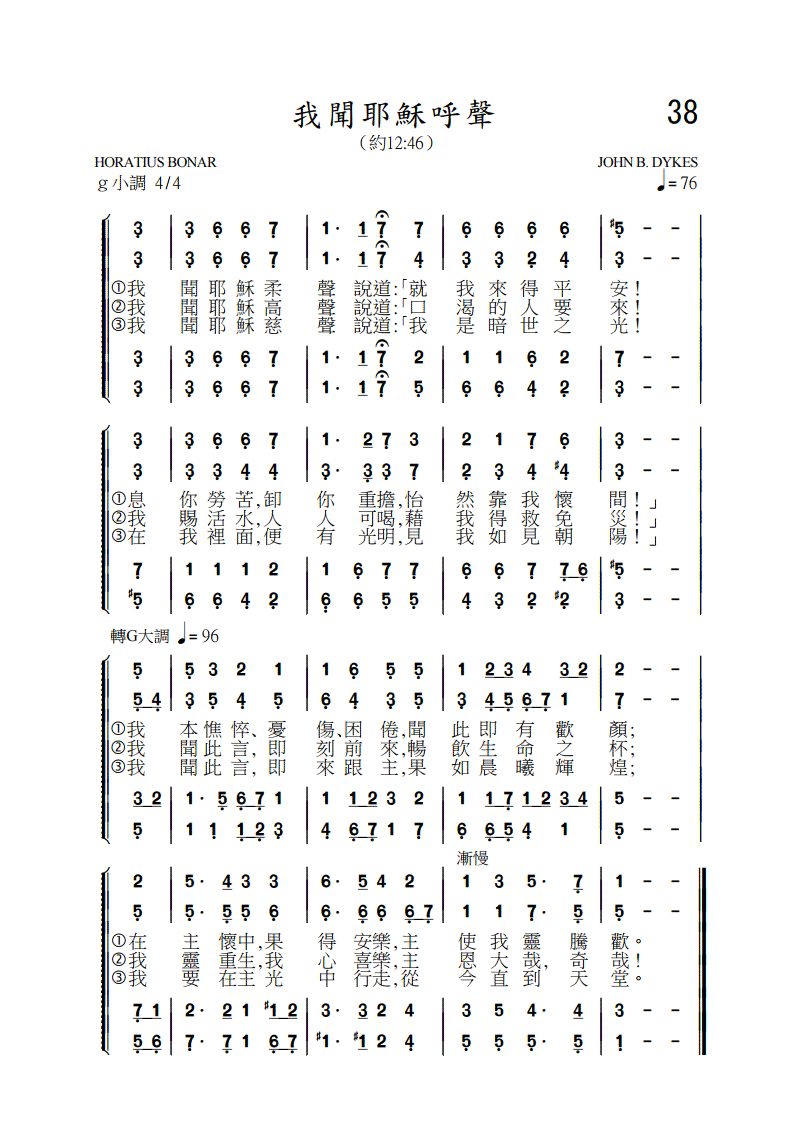 我聞耶穌呼聲
38
（約12:46）
HORATIUS BONAR
JOHN B. DYKES
g 小調 4/4
♩= 76
①我 聞耶穌柔 聲 說道:「就 我來得平 安！
②我 聞耶穌高 聲 說道:「口 渴的人要 來！
③我 聞耶穌慈 聲 說道:「我 是暗世之 光！
①息 你勞苦,卸 你 重擔,怡 然靠我懷 間！」
②我 賜活水,人 人 可喝,藉 我得救免 災！」
③在 我裡面,便 有 光明,見 我如見朝 陽！」
轉G大調 ♩= 96
①我 本憔悴、憂 傷、困 倦,聞 此即有歡 顏;
②我 聞此言,即 刻 前來,暢 飲生命之 杯;
③我 聞此言,即 來 跟主,果 如晨曦輝 煌;
漸慢
①在 主 懷中,果 得 安樂,主 使我靈騰 歡。
②我 靈 重生,我 心 喜樂,主 恩大哉,奇 哉！
③我 要 在主光 中 行走,從 今直到天 堂。